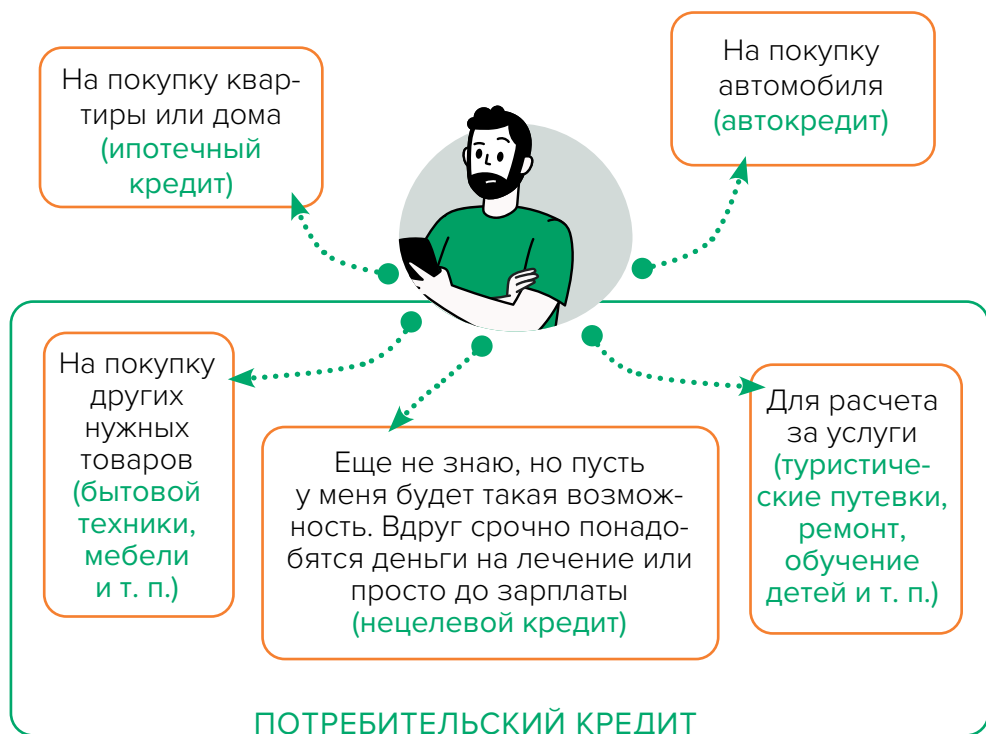 На покупку квар-
тиры или дома
(ипотечный
кредит)
На покупку
автомобиля
(автокредит)
На покупку
других
нужных
товаров
(бытовой
техники,
мебели
и т. п.)
Еще не знаю, но пусть
у меня будет такая возмож-
ность. Вдруг срочно понадо-
бятся деньги на лечение или
просто до зарплаты
(нецелевой кредит)
Для расчета
за услуги
(туристиче-
ские путевки,
ремонт,
обучение
детей и т. п.)
ПОТРЕБИТЕЛЬСКИЙ КРЕДИТ